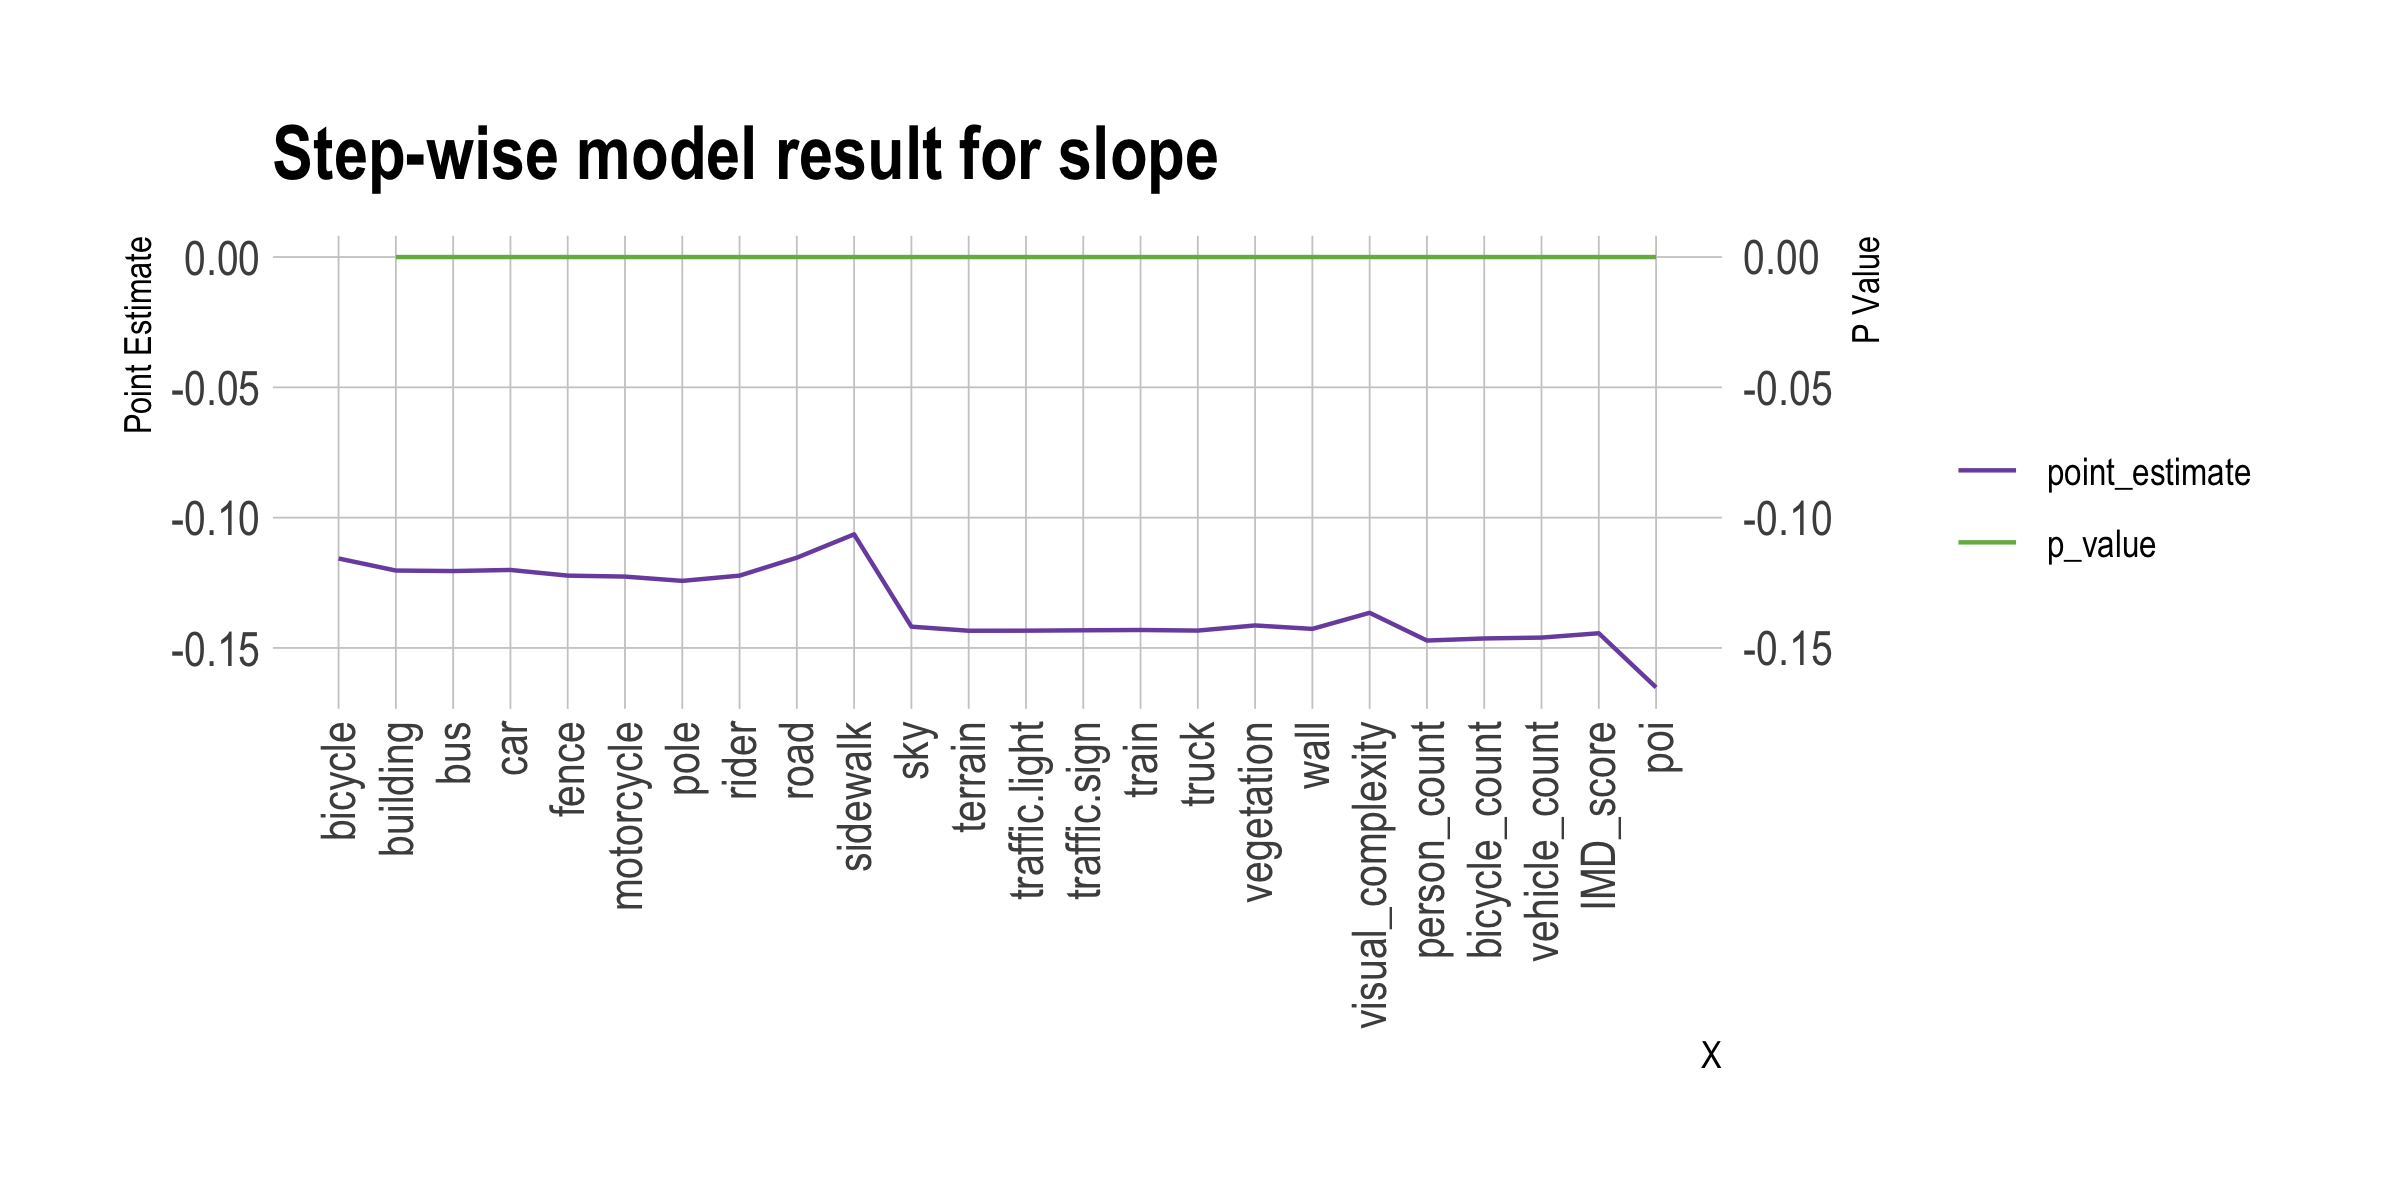 Step-wise model result for slope
Point Estimate
0.00
-0.05
-0.10
-0.15
0.00
-0.05
-0.10
-0.15
P Value
point_estimate
p_value
bicycle
building
bus
car
fence
motorcycle
pole
rider
road
sidewalk
sky
terrain
traffic.light
traffic.sign
train
truck
vegetation
wall
visual_complexity
person_count
bicycle_count
vehicle_count
IMD_score
poi
X